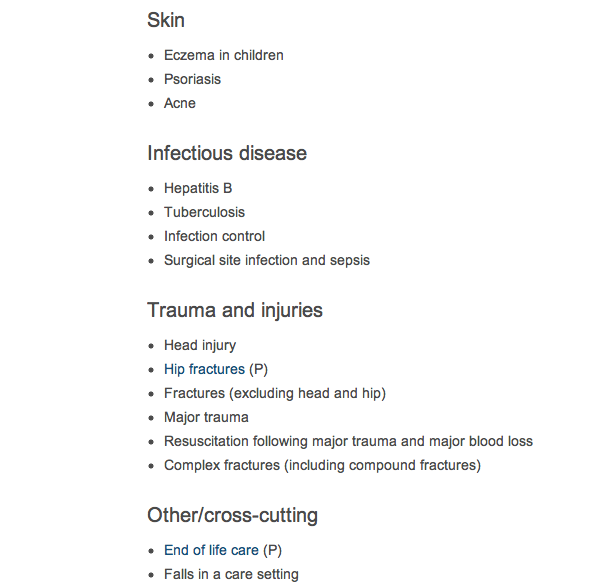 Skin
• Eczema in children
• Psoriasis
• Acne
Infectious disease
• Hepatitis B
• Tuberculosis
• Infection control
• Surgical site infection and sepsis
Trauma and injuries
• Head injury
• Hip fractures (P)
• Fractures (excluding head and hip)
• Major trauma
• Resuscitation following major trauma and major blood loss
• Complex fractures (including compound fractures)
Other/cross-cutting
• End of life care (P)
• Falls in a care setting